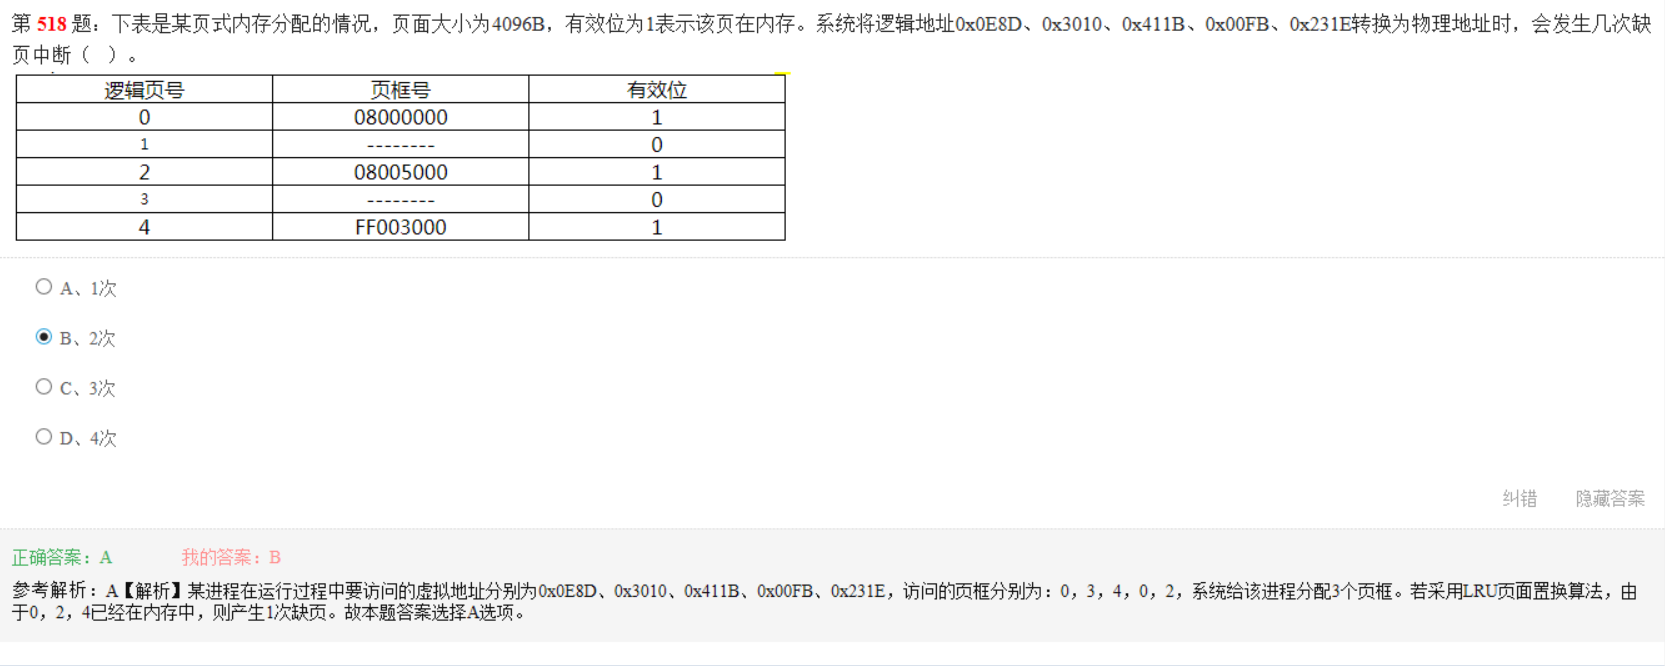 第 518 题：下表是某页式内存分配的情况，页面大小为4096B，有效位为1表示该页在内存。系统将逻辑地址0x0E8D、0x3010、0x411B、0x00FB、0x231E转换为物理地址时，会发生几次缺
页中断（ ）。
逻辑页号 页框号 有效位
0 08000000 1
1 -------- 0
2 08005000 1
3 -------- 0
4 FF003000 1
A、1次
B、2次
C、3次
D、4次
纠错 隐藏答案
正确答案：A 我的答案：B
参考解析：A【解析】某进程在运行过程中要访问的虚拟地址分别为0x0E8D、0x3010、0x411B、0x00FB、0x231E，访问的页框分别为：0，3，4，0，2，系统给该进程分配3个页框。若采用LRU页面置换算法，由
于0，2，4已经在内存中，则产生1次缺页。故本题答案选择A选项。